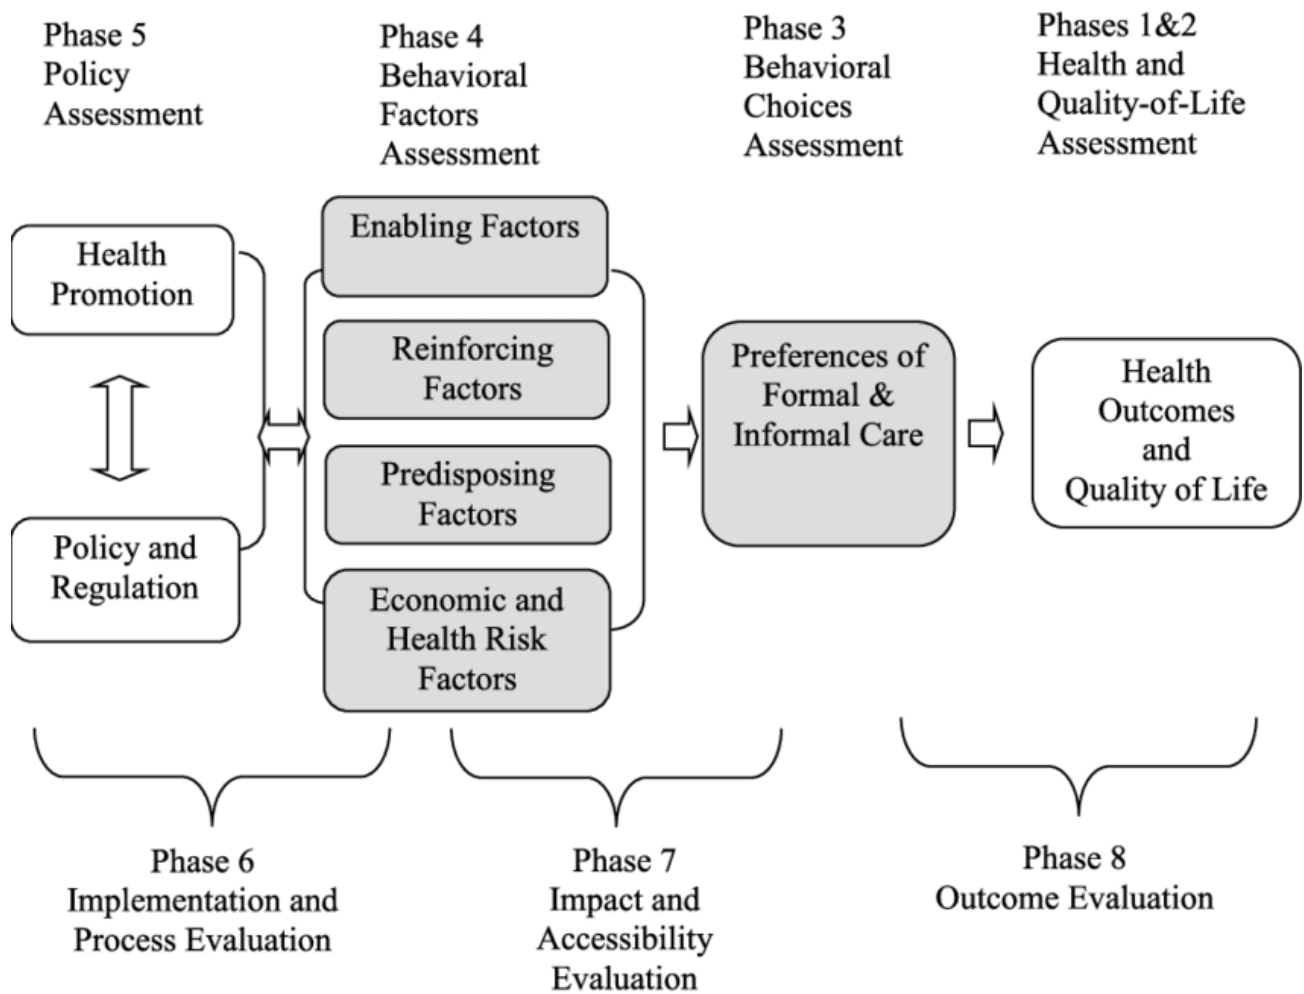 Phase 5
Policy
Assessment
Phase 4
Behavioral
Factors
Assessment
Phase 3
Behavioral
Choices
Assessment
Phases 1&2
Health and
Quality-of-Life
Assessment
Health
Promotion
Policy and
Regulation
Enabling Factors
Reinforcing
Factors
Predisposing
Factors
Economic and
Health Risk
Factors
Preferences of
Formal &
Informal Care
Health
Outcomes
and
Quality of Life
Phase 6
Implementation and
Process Evaluation
Phase 7
Impact and
Accessibility
Evaluation
Phase 8
Outcome Evaluation